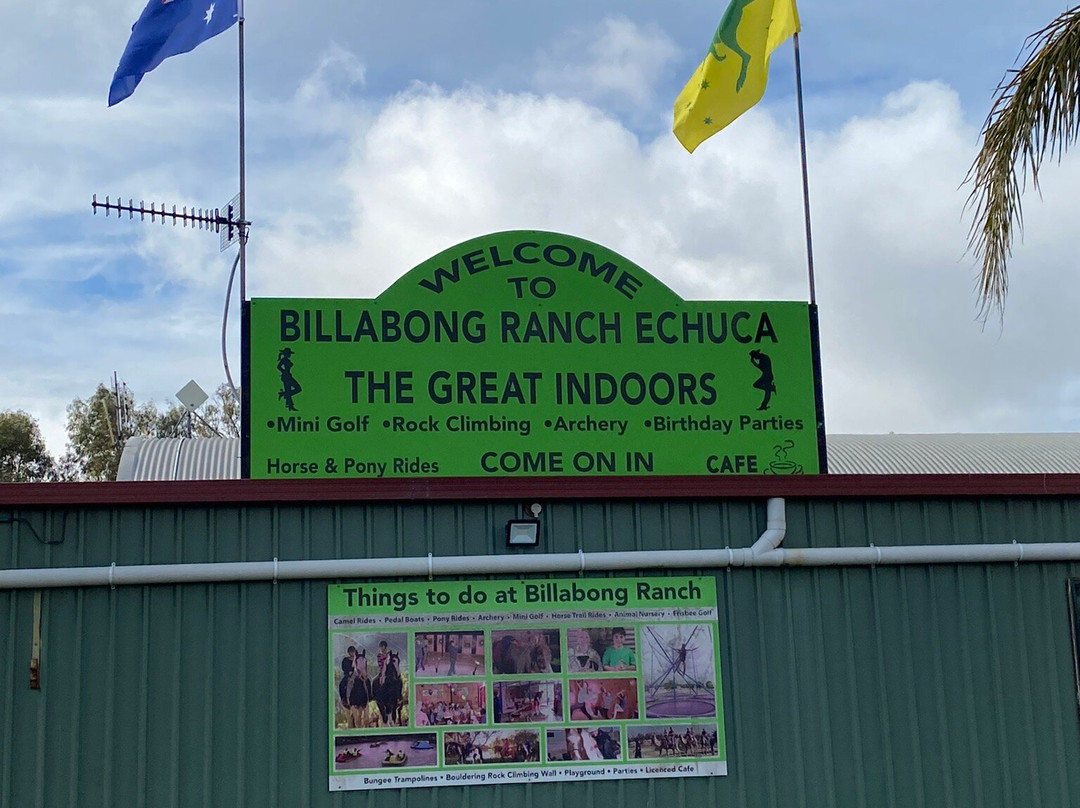 WELCOME
TO
BILLABONG RANCH ECHUCA
THE GREAT INDOORS
•Mini Golf •Rock Climbing •Archery •Birthday Parties
Horse & Pony Rides COME ON IN CAFE
Things to do at Billabong Ranch
Camel Rides • Pedal Boats • Pony Rides • Archery • Mini Golf • Horse Trail Rides • Animal Nursery • Frisbee Golf
Bungee Trampolines • Bouldering Rock Climbing Wall • Playground • Parties • Licenced Cafe